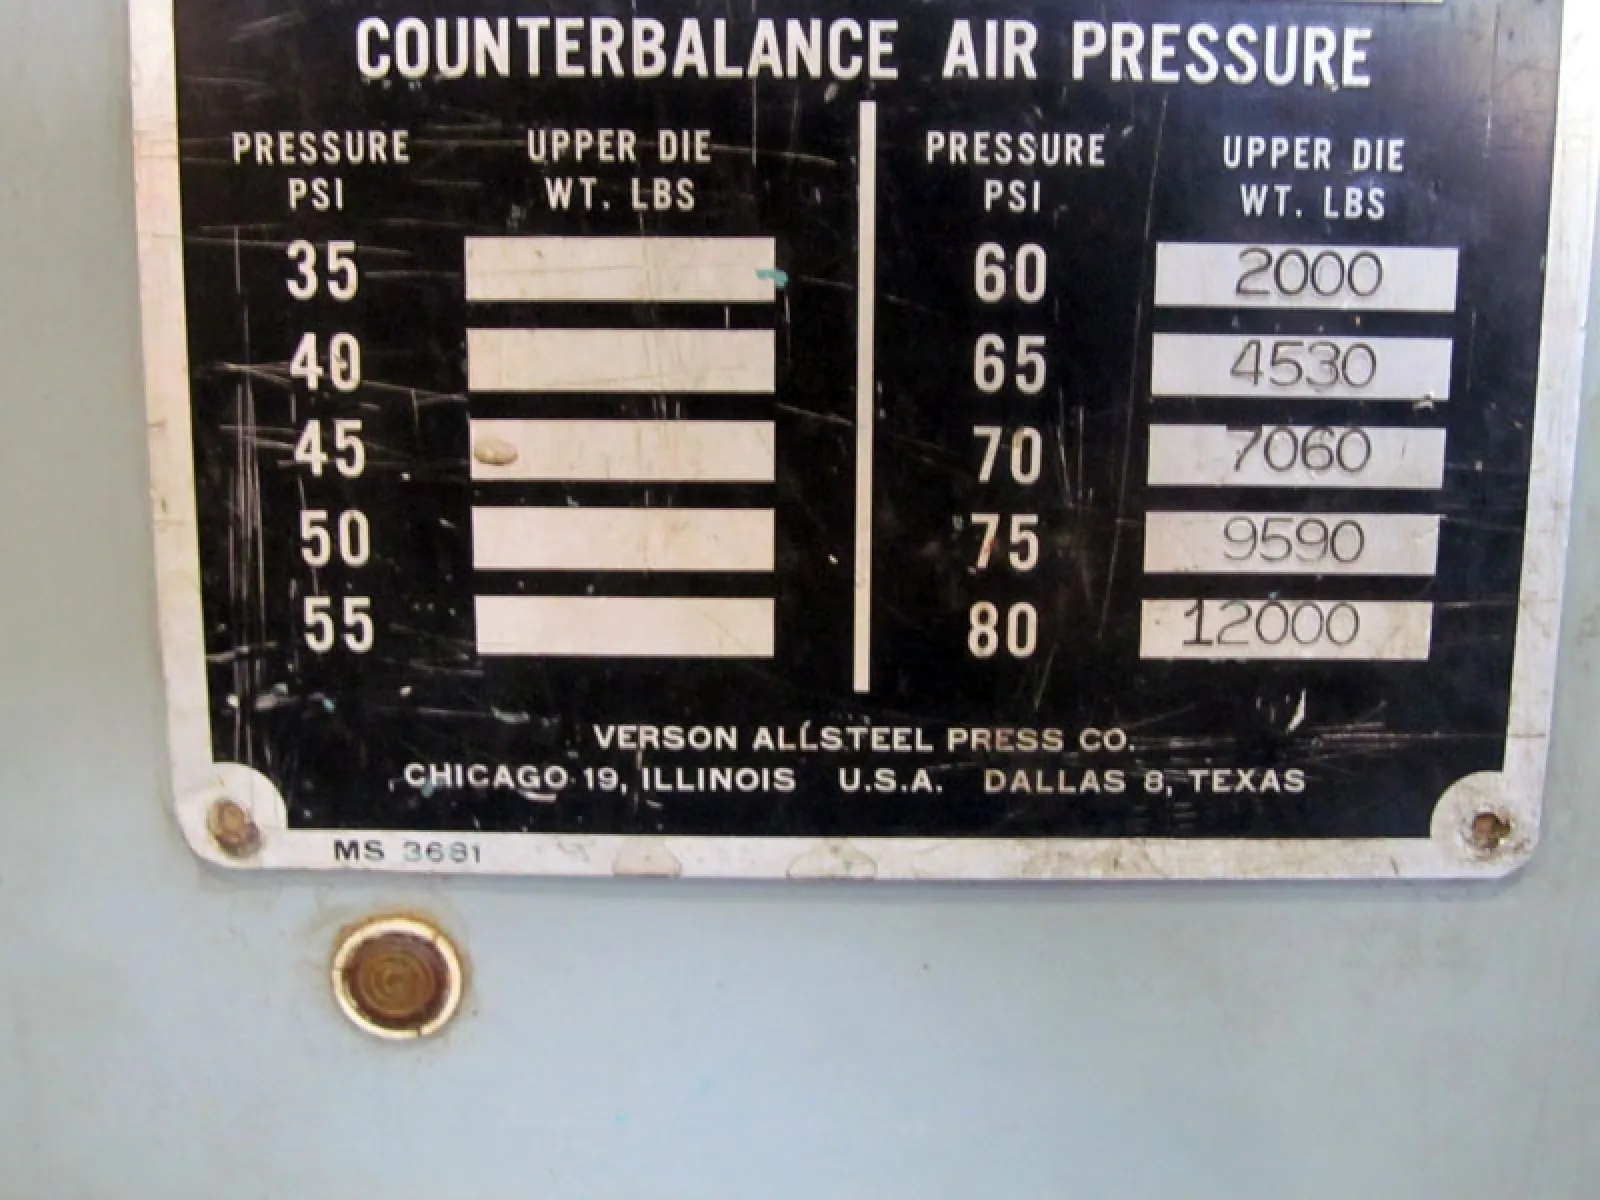 COUNTERBALANCE AIR PRESSURE
PRESSURE PSI UPPER DIE WT. LBS PRESSURE PSI UPPER DIE WT. LBS
35 60 2000
40 65 4530
45 70 7060
50 75 9590
55 80 12000
VERSON ALLSTEEL PRESS CO.
CHICAGO 19, ILLINOIS U.S.A. DALLAS 8, TEXAS
MS 3681